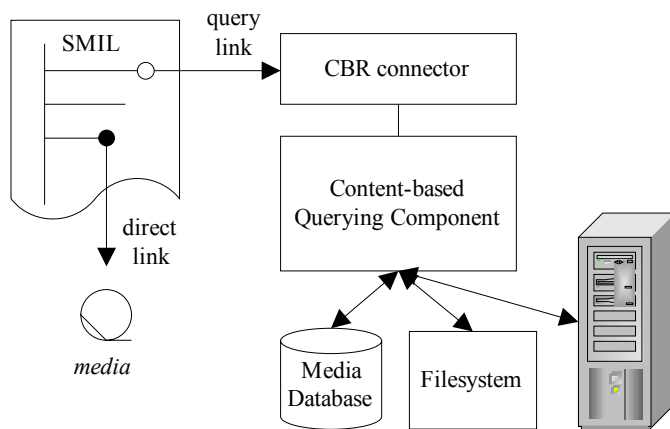 SMIL
query
link
CBR connector
Content-based
Querying Component
direct
link
media
Media
Database
Filesystem